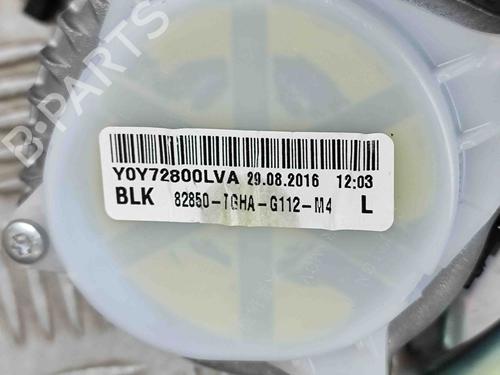 B-PARTS
Y0Y72800LVA 29.08.2016 12:03
BLK 82850-TGHA-G112-M4 L